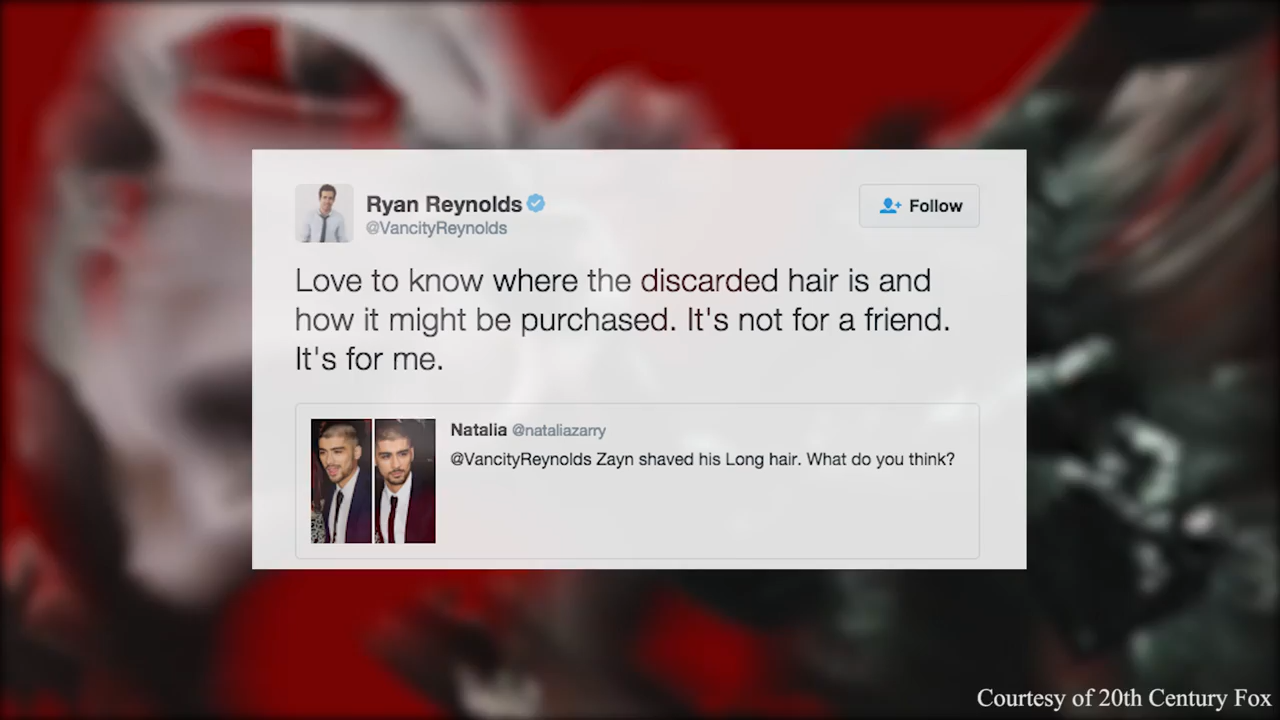 Ryan Reynolds
@VancityReynolds
Follow
Love to know where the discarded hair is and
how it might be purchased. It's not for a friend.
It's for me.
Natalia @nataliazarry
@VancityReynolds Zayn shaved his Long hair. What do you think?
Courtesy of 20th Century Fox